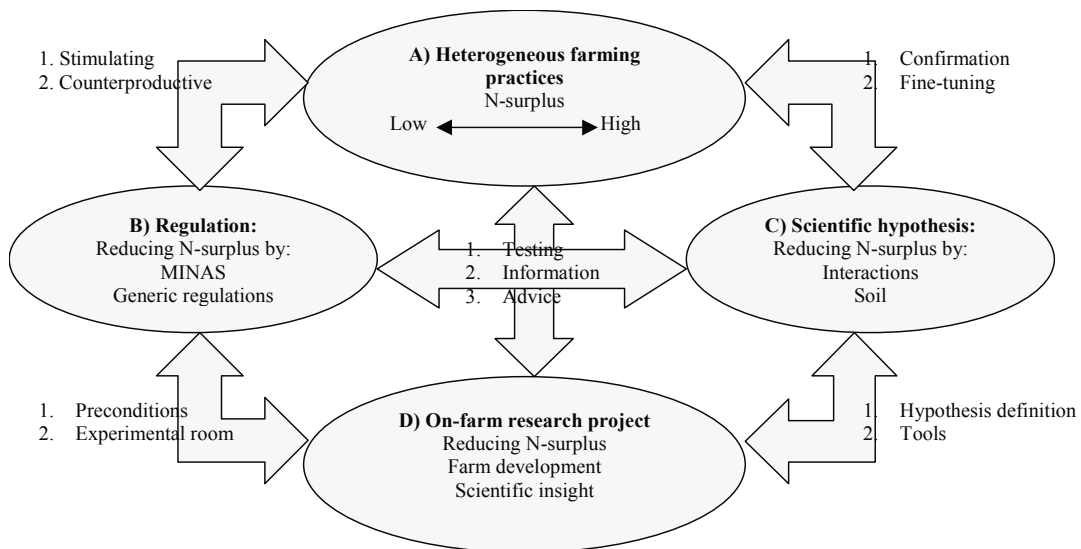 A) Heterogeneous farming
practices
N-surplus
Low High
1. Stimulating
2. Counterproductive
1. Confirmation
2. Fine-tuning
B) Regulation:
Reducing N-surplus by:
MINAS
Generic regulations
1. Testing
2. Information
3. Advice
C) Scientific hypothesis:
Reducing N-surplus by:
Interactions
Soil
1. Preconditions
2. Experimental room
D) On-farm research project
Reducing N-surplus
Farm development
Scientific insight
1. Hypothesis definition
2. Tools